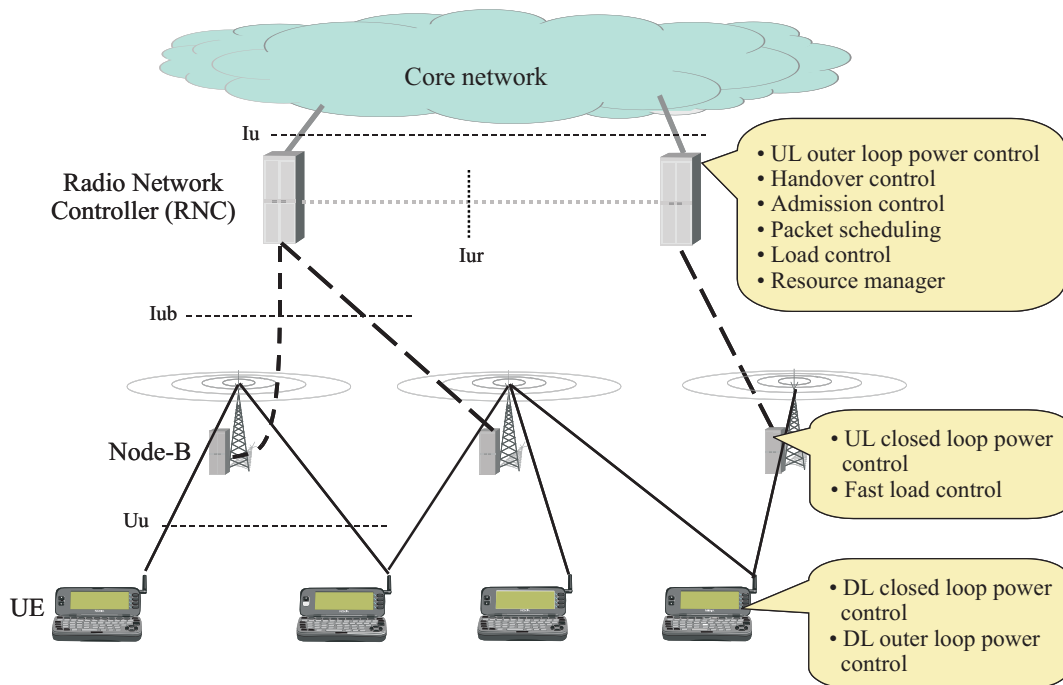 Core network
Iu
Radio Network
Controller (RNC)
• UL outer loop power control
• Handover control
• Admission control
• Packet scheduling
• Load control
• Resource manager
Iur
Iub
Node-B
• UL closed loop power
control
• Fast load control
Uu
UE
• DL closed loop power
control
• DL outer loop power
control